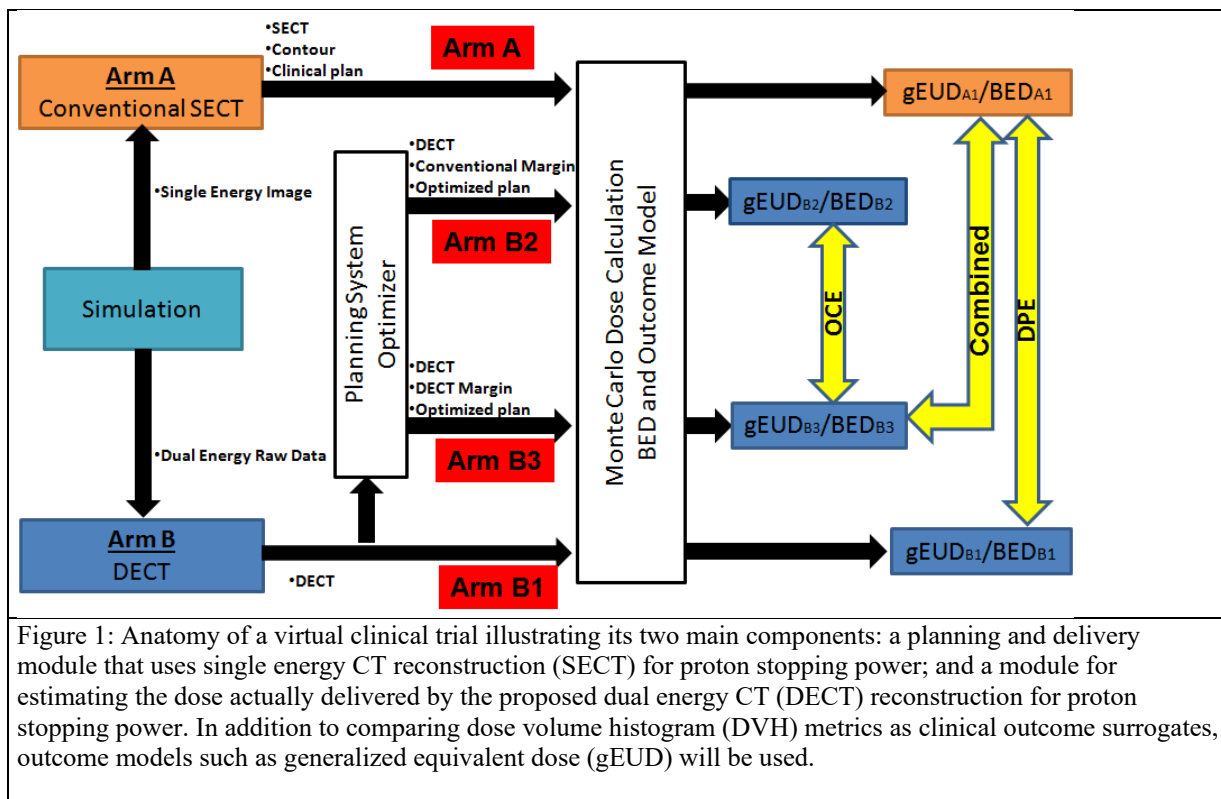 •SECT
•Contour
•Clinical plan
Arm A
Arm A
Conventional SECT
gEUDA1/BEDA1
•Single Energy Image
•DECT
•Conventional Margin
•Optimized plan
Arm B2
gEUDB2/BEDB2
Simulation
Planning System
Optimizer
Monte Carlo Dose Calculation
BED and Outcome Model
OCE
Combined
DPE
•DECT
•DECT Margin
•Optimized plan
Arm B3
gEUDB3/BEDB3
•Dual Energy Raw Data
Arm B
DECT
•DECT
Arm B1
gEUDB1/BEDB1
Figure 1: Anatomy of a virtual clinical trial illustrating its two main components: a planning and delivery
module that uses single energy CT reconstruction (SECT) for proton stopping power; and a module for
estimating the dose actually delivered by the proposed dual energy CT (DECT) reconstruction for proton
stopping power. In addition to comparing dose volume histogram (DVH) metrics as clinical outcome surrogates,
outcome models such as generalized equivalent dose (gEUD) will be used.